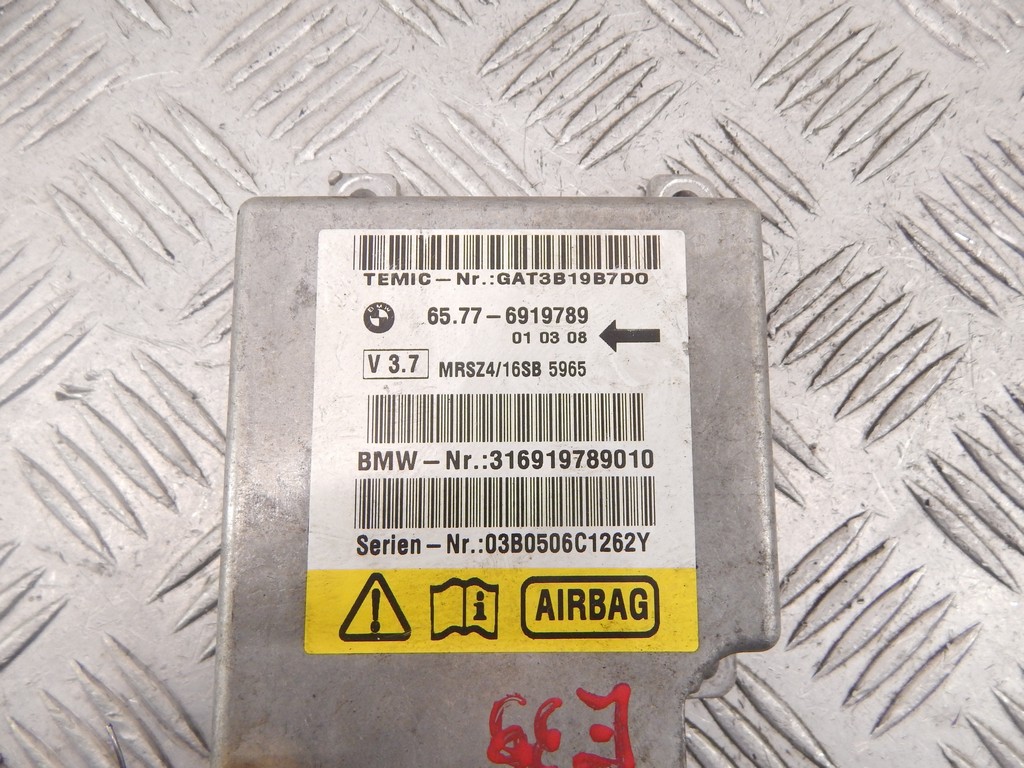 TEMIC-Nr.:GAT3B19B7D0
BMW
65.77-6919789
01 03 08
V 3.7 MRSZ4/16SB 5965
BMW-Nr.:316919789010
Serien-Nr.:03B0506C1262Y
AIRBAG
E39